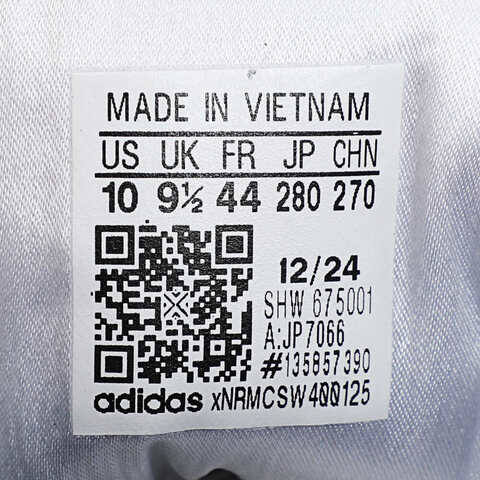 MADE IN VIETNAM
US UK FR JP CHN
10 9½ 44 280 270
12/24
SHW 675001
A:JP7066
#135857390
adidas xNRMCSW400125